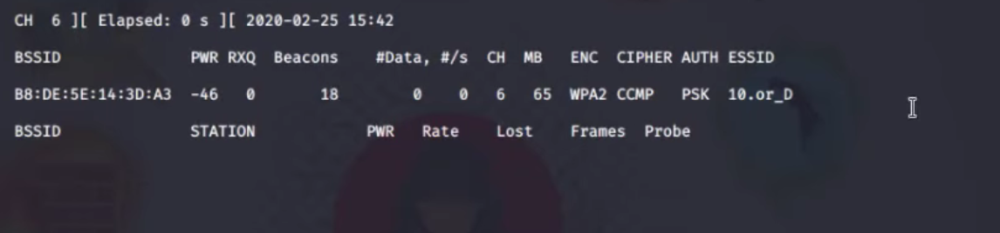 CH  6 ][ Elapsed: 0 s ][ 2020-02-25 15:42
BSSID              PWR RXQ  Beacons    #Data, #/s  CH  MB   ENC  CIPHER AUTH ESSID
B8:DE:5E:14:3D:A3  -46   0       18        0    0   6   65  WPA2 CCMP   PSK  10.or_D
BSSID              STATION            PWR   Rate    Lost    Frames  Probe